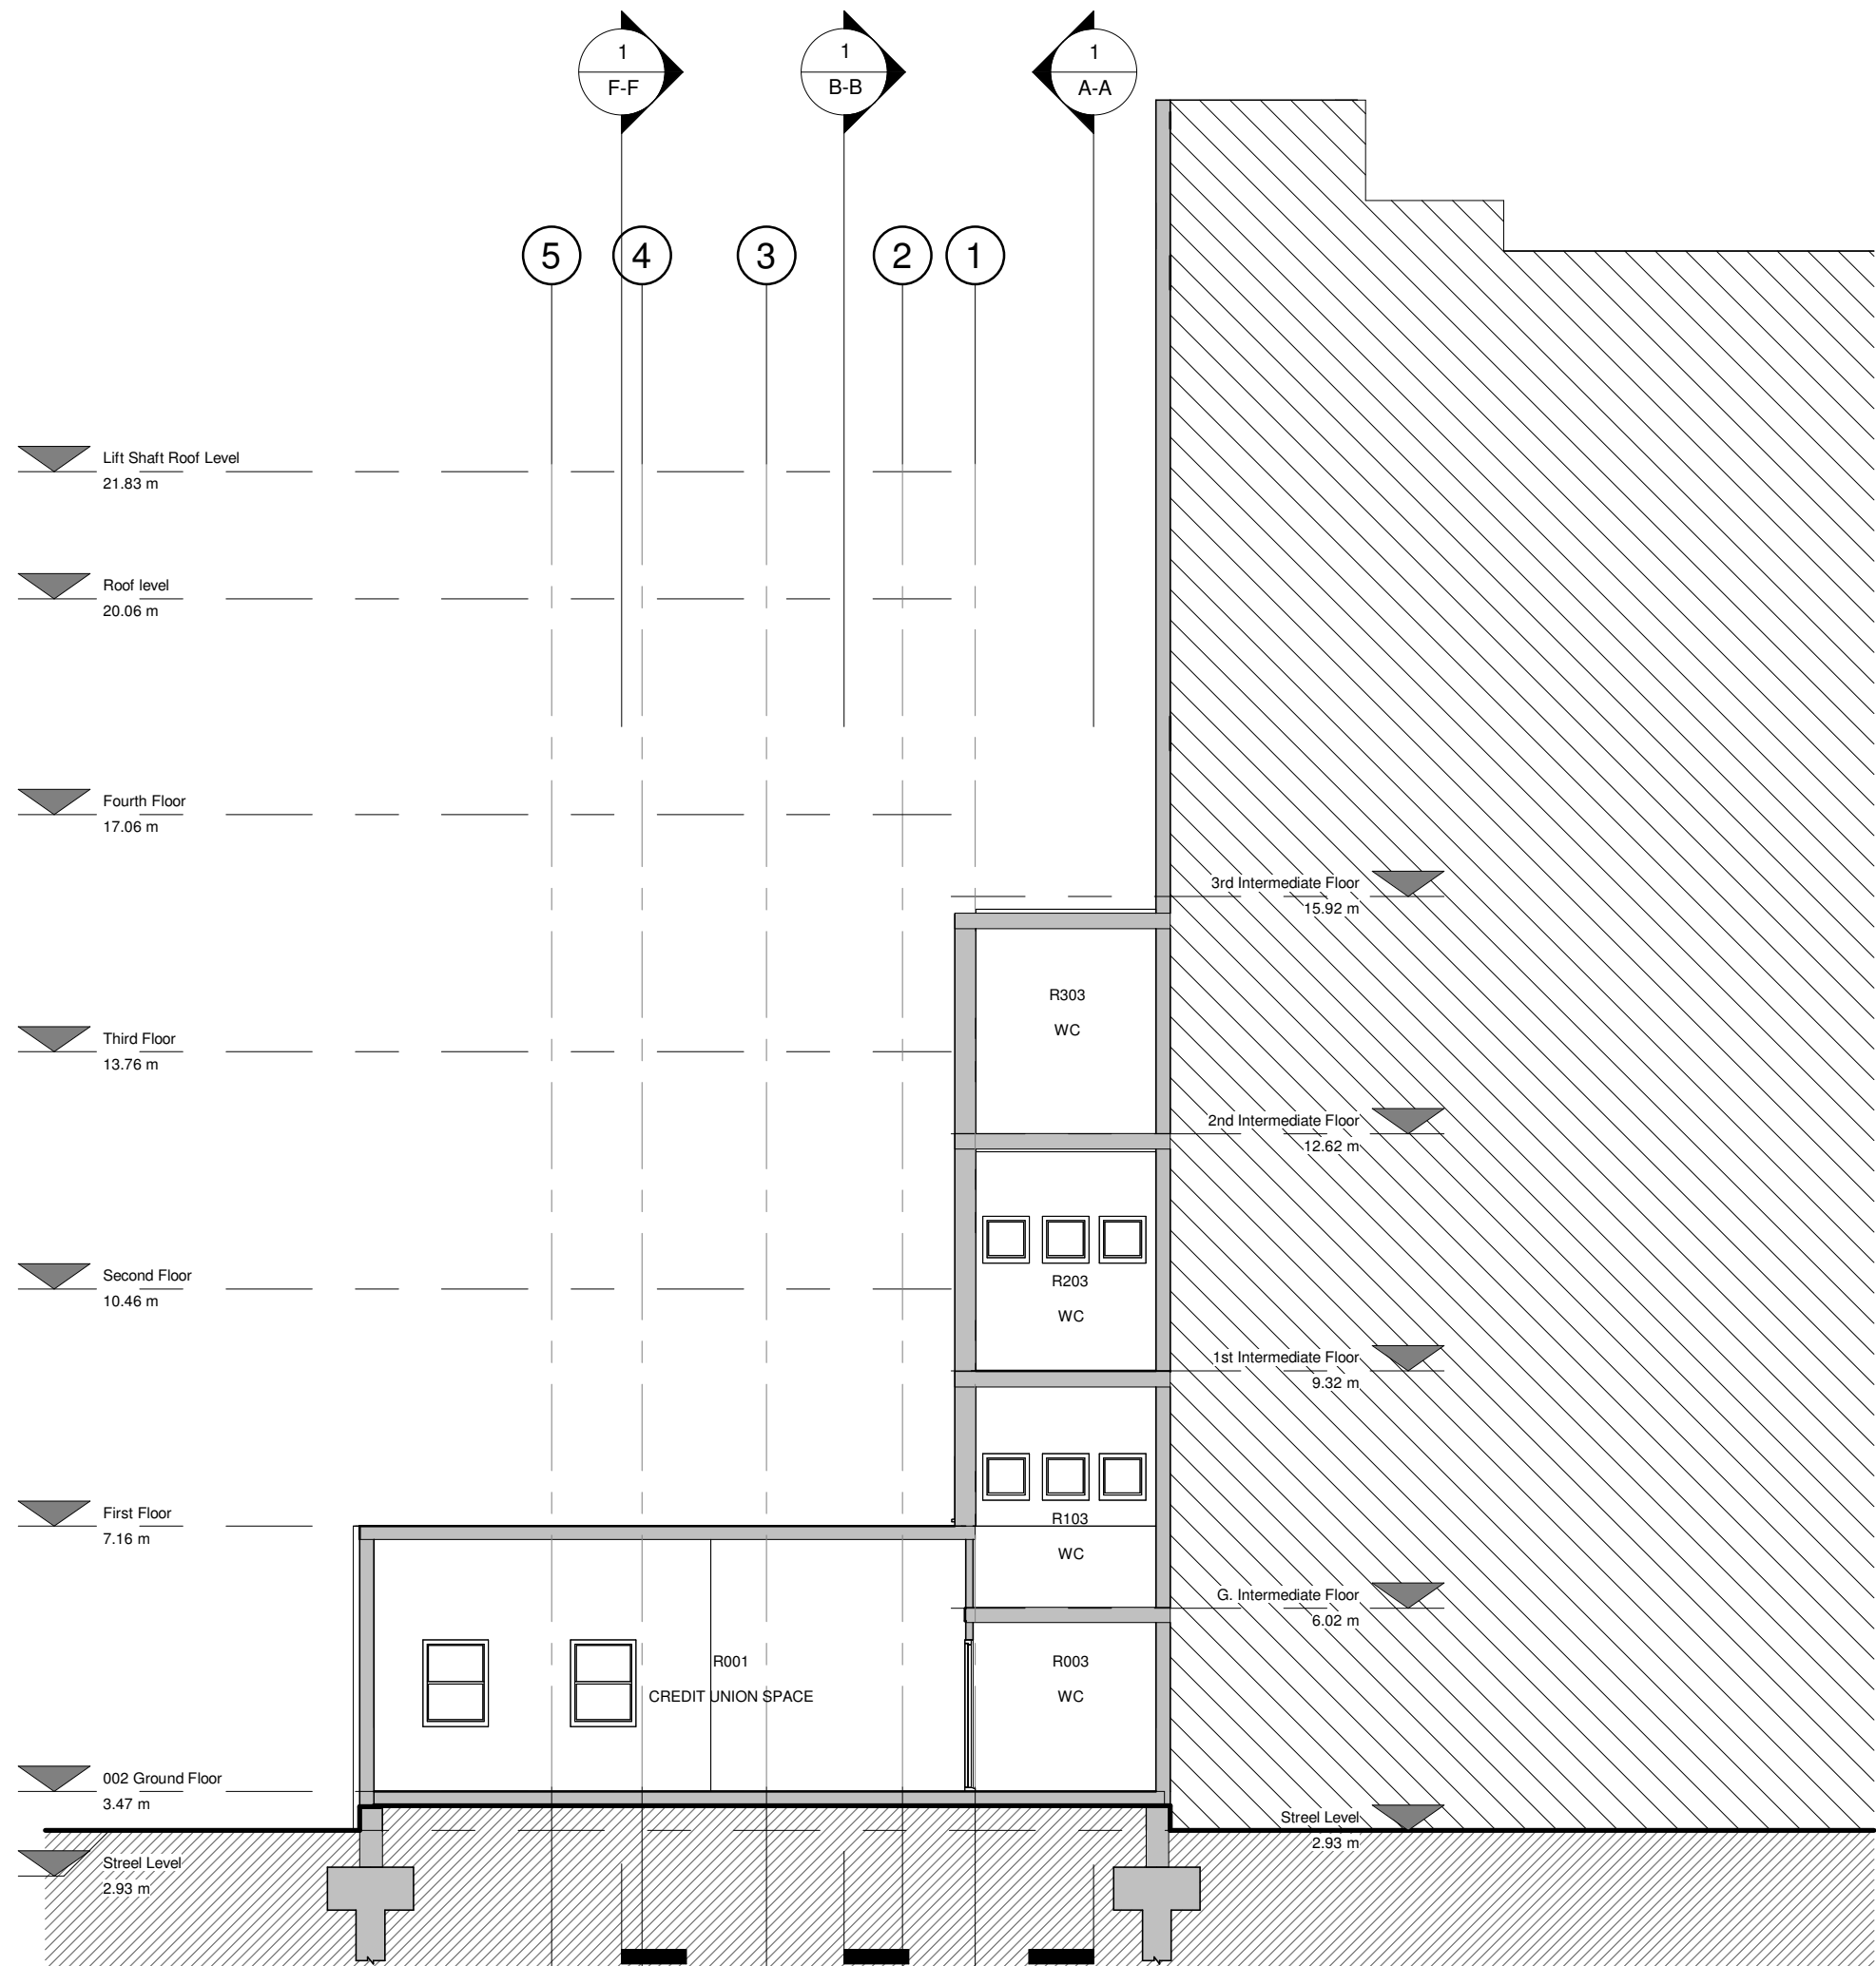 1
F-F
1
B-B
1
A-A
5
4
3
2
1
Lift Shaft Roof Level
21.83 m
Roof level
20.06 m
Fourth Floor
17.06 m
3rd Intermediate Floor
15.92 m
R303
WC
Third Floor
13.76 m
2nd Intermediate Floor
12.62 m
Second Floor
10.46 m
R203
WC
1st Intermediate Floor
9.32 m
First Floor
7.16 m
R103
WC
G. Intermediate Floor
6.02 m
R001
CREDIT UNION SPACE
R003
WC
002 Ground Floor
3.47 m
Streel Level
2.93 m
Streel Level
2.93 m